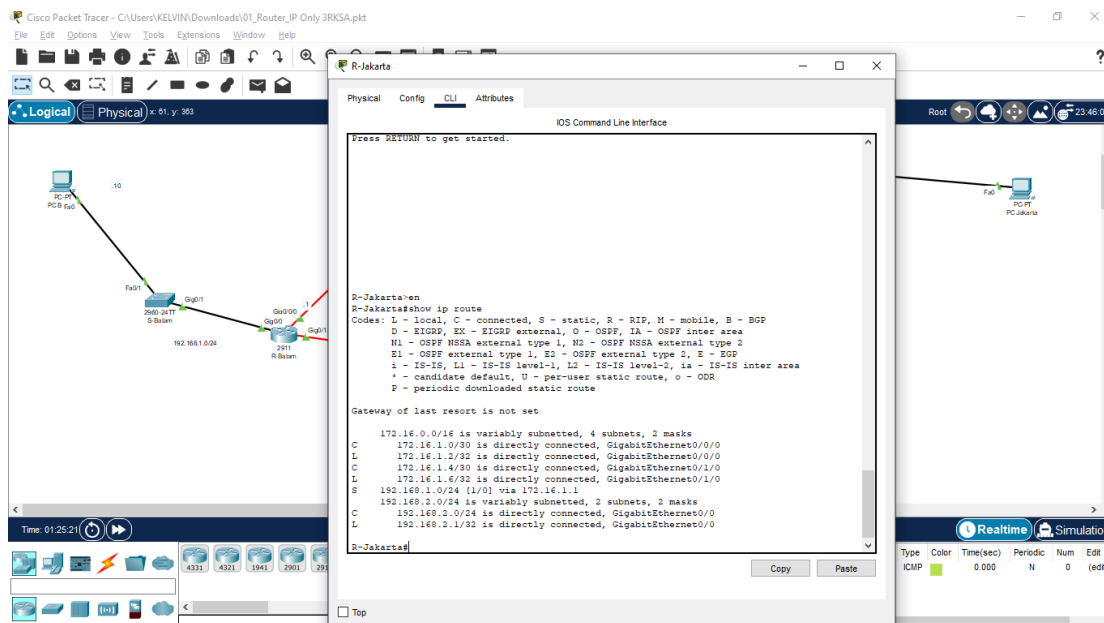 Cisco Packet Tracer - C:\Users\KELVIN\Downloads\01_Router_IP Only 3RKSA.pkt
File Edit Options View Tools Extensions Window Help
R-Jakarta
Physical Config CLI Attributes
Logical Physical x: 61, y: 363
Root 23:46:0
IOS Command Line Interface
Press RETURN to get started.
R-Jakarta>en
R-Jakarta#show ip route
Codes: L - local, C - connected, S - static, R - RIP, M - mobile, B - BGP
D - EIGRP, EX - EIGRP external, O - OSPF, IA - OSPF inter area
N1 - OSPF NSSA external type 1, N2 - OSPF NSSA external type 2
E1 - OSPF external type 1, E2 - OSPF external type 2, E - EGP
i - IS-IS, L1 - IS-IS level-1, L2 - IS-IS level-2, ia - IS-IS inter area
* - candidate default, U - per-user static route, o - ODR
P - periodic downloaded static route
Gateway of last resort is not set
172.16.0.0/16 is variably subnetted, 4 subnets, 2 masks
C 172.16.1.0/30 is directly connected, GigabitEthernet0/0/0
L 172.16.1.2/32 is directly connected, GigabitEthernet0/0/0
C 172.16.1.4/30 is directly connected, GigabitEthernet0/1/0
L 172.16.1.6/32 is directly connected, GigabitEthernet0/1/0
S 192.168.1.0/24 [1/0] via 172.16.1.1
192.168.2.0/24 is variably subnetted, 2 subnets, 2 masks
C 192.168.2.0/24 is directly connected, GigabitEthernet0/0
L 192.168.2.1/32 is directly connected, GigabitEthernet0/0
R-Jakarta#
Copy Paste
Top
.10
PC-PT
PC B Fa0
Fa0/1
Gig0/1
2960-24TT
S-Batam
192.168.1.0/24
Gig0/0/0
.1
Gig0/0
Gig0/1
2911
R-Batam
Fa0
PC-PT
PC Jakarta
Time: 01:25:21
Realtime Simulatio
4331 4321 1941 2901 291
Type Color Time(sec) Periodic Num Edit
ICMP 0.000 N 0 (edi